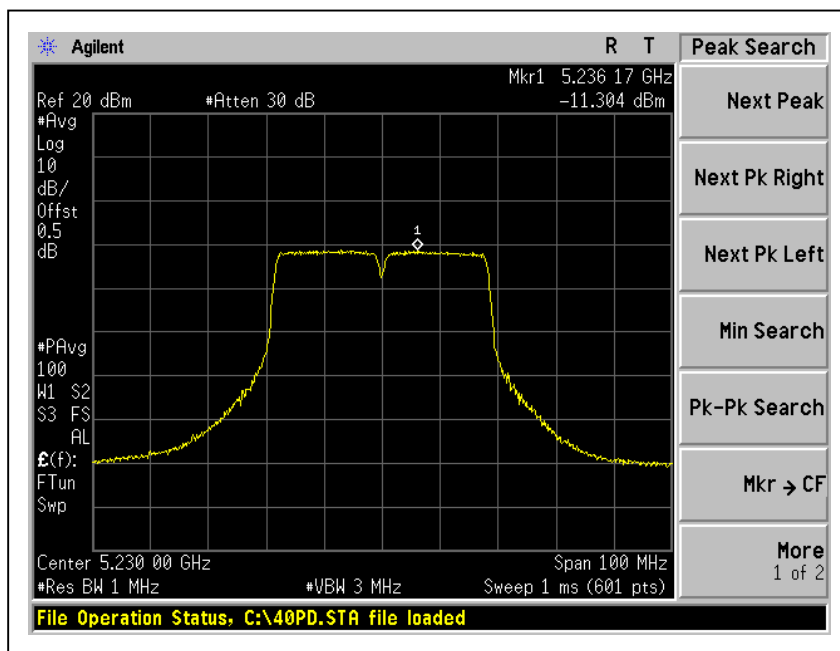 Agilent R T
Mkr1 5.236 17 GHz
Ref 20 dBm #Atten 30 dB -11.304 dBm
#Avg
Log
10
dB/
Offst
0.5
dB
1
#PAvg
100
W1 S2
S3 FS
AL
£(f):
FTun
Swp
Center 5.230 00 GHz Span 100 MHz
#Res BW 1 MHz #VBW 3 MHz Sweep 1 ms (601 pts)
File Operation Status, C:\40PD.STA file loaded
Peak Search
Next Peak
Next Pk Right
Next Pk Left
Min Search
Pk-Pk Search
Mkr → CF
More
1 of 2